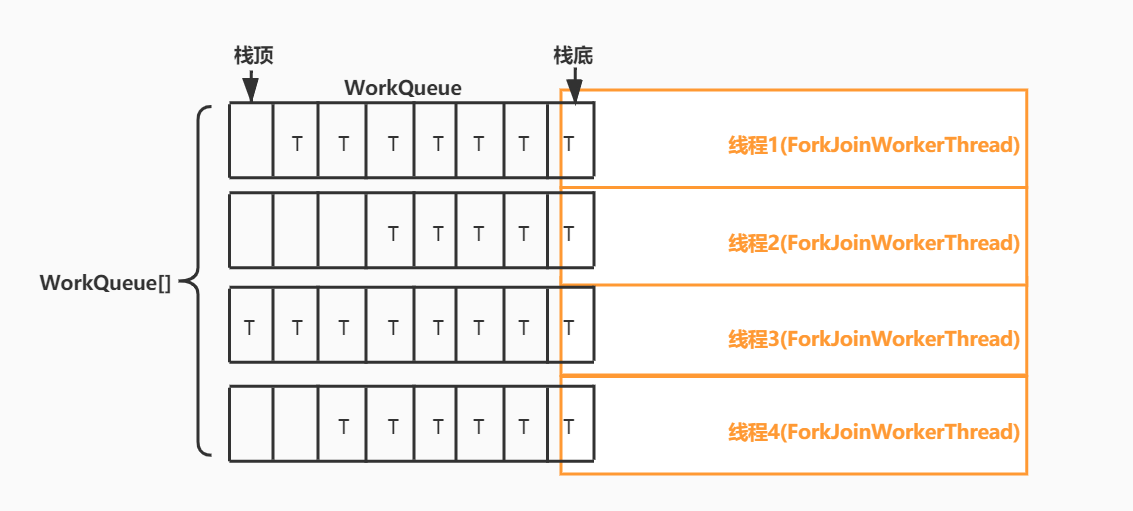 栈顶
栈底
WorkQueue
T T T T T T T
线程1(ForkJoinWorkerThread)
T T T T T
线程2(ForkJoinWorkerThread)
WorkQueue[]
T T T T T T T T
线程3(ForkJoinWorkerThread)
T T T T T T
线程4(ForkJoinWorkerThread)